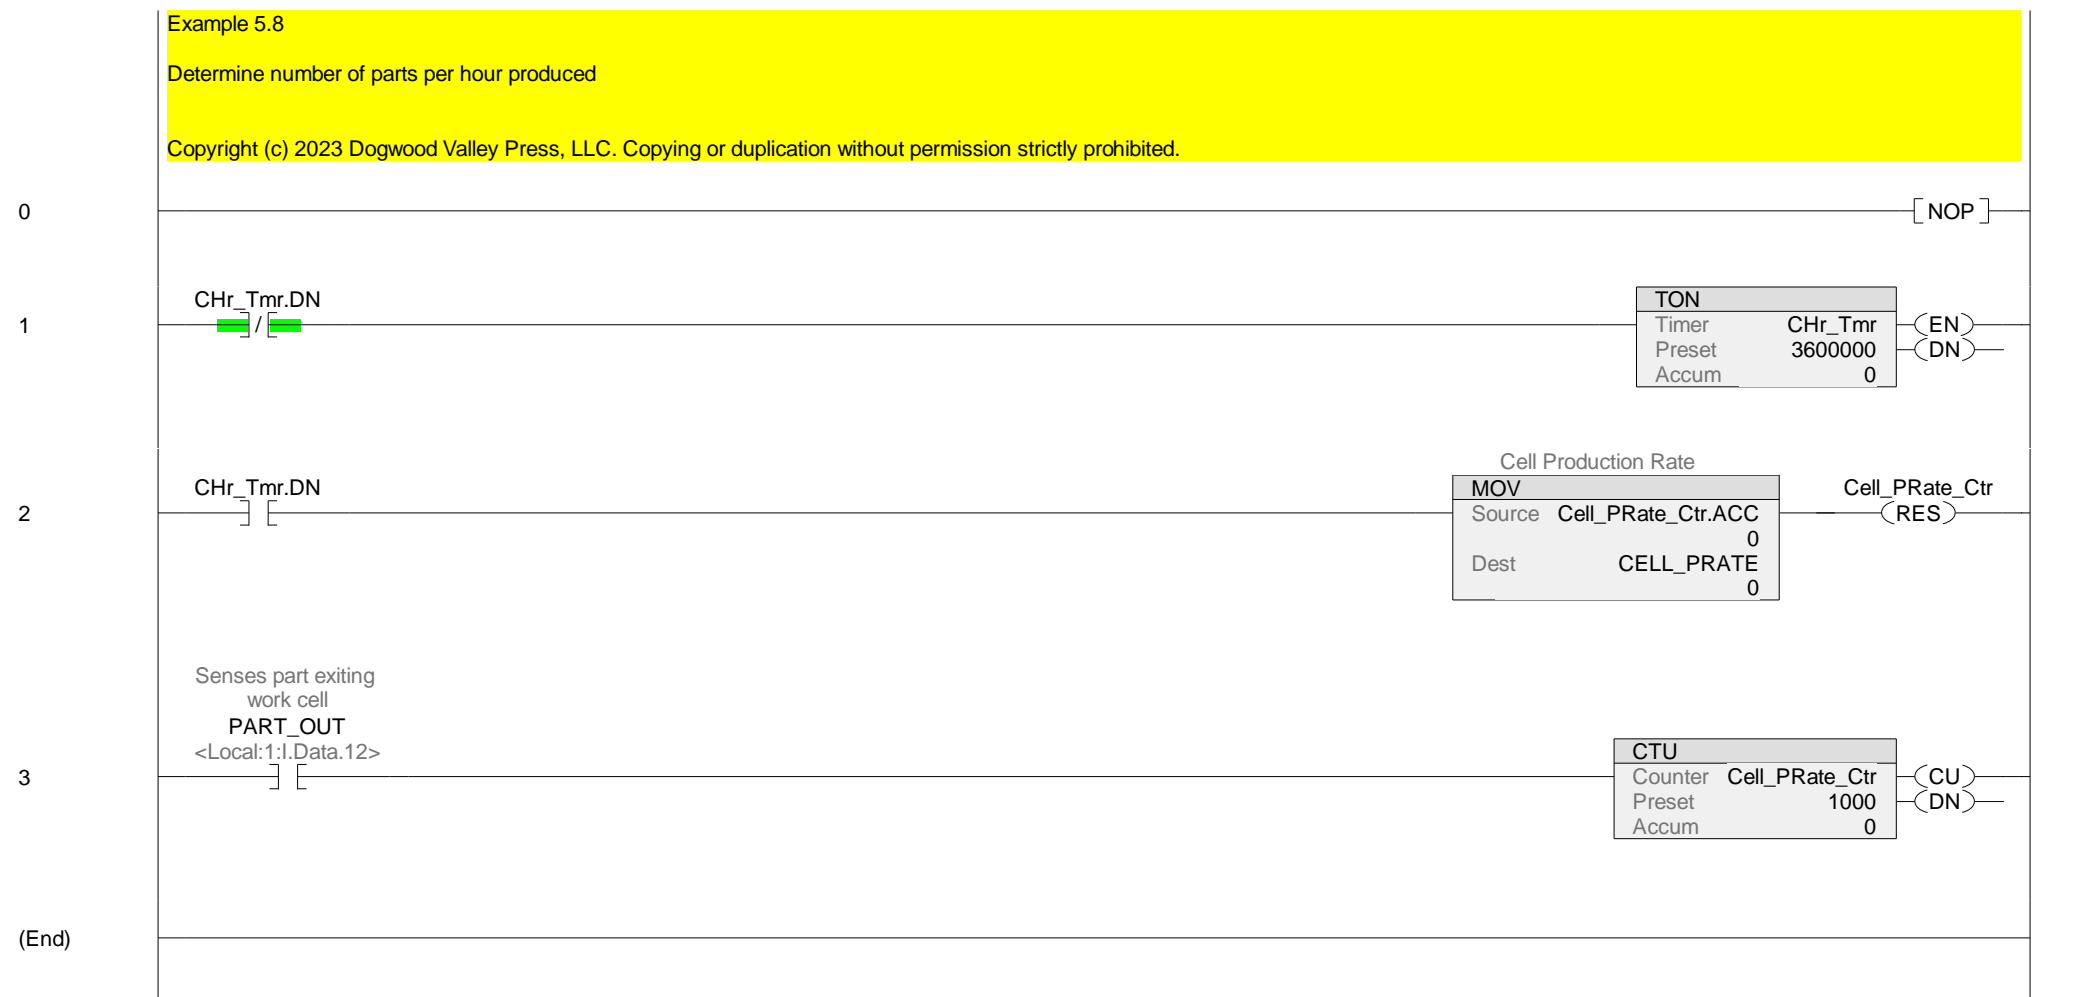 Example 5.8
Determine number of parts per hour produced
Copyright (c) 2023 Dogwood Valley Press, LLC. Copying or duplication without permission strictly prohibited.
0
NOP
1
CHr_Tmr.DN
/
TON
Timer CHr_Tmr
Preset 3600000
Accum 0
EN
DN
2
CHr_Tmr.DN
Cell Production Rate
MOV
Source Cell_PRate_Ctr.ACC
0
Dest CELL_PRATE
0
Cell_PRate_Ctr
RES
3
Senses part exiting
work cell
PART_OUT
<Local:1:I.Data.12>
CTU
Counter Cell_PRate_Ctr
Preset 1000
Accum 0
CU
DN
(End)